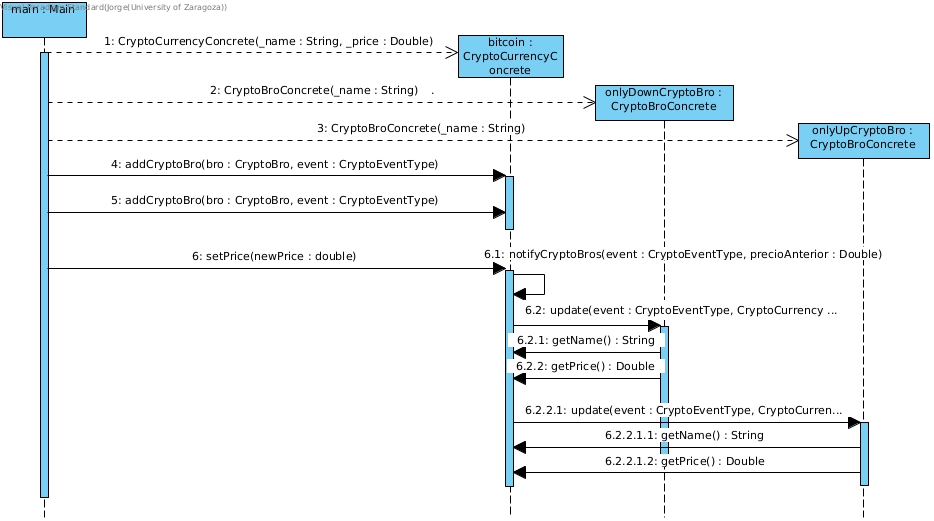 Standard(Jorge(University of Zaragoza))
main : Main
1: CryptoCurrencyConcrete(_name : String, _price : Double)
bitcoin :
CryptoCurrencyC
oncrete
2: CryptoBroConcrete(_name : String)    .
onlyDownCryptoBro :
CryptoBroConcrete
3: CryptoBroConcrete(_name : String)
onlyUpCryptoBro :
CryptoBroConcrete
4: addCryptoBro(bro : CryptoBro, event : CryptoEventType)
5: addCryptoBro(bro : CryptoBro, event : CryptoEventType)
6: setPrice(newPrice : double)
6.1: notifyCryptoBros(event : CryptoEventType, precioAnterior : Double)
6.2: update(event : CryptoEventType, CryptoCurrency ...
6.2.1: getName() : String
6.2.2: getPrice() : Double
6.2.2.1: update(event : CryptoEventType, CryptoCurren...
6.2.2.1.1: getName() : String
6.2.2.1.2: getPrice() : Double